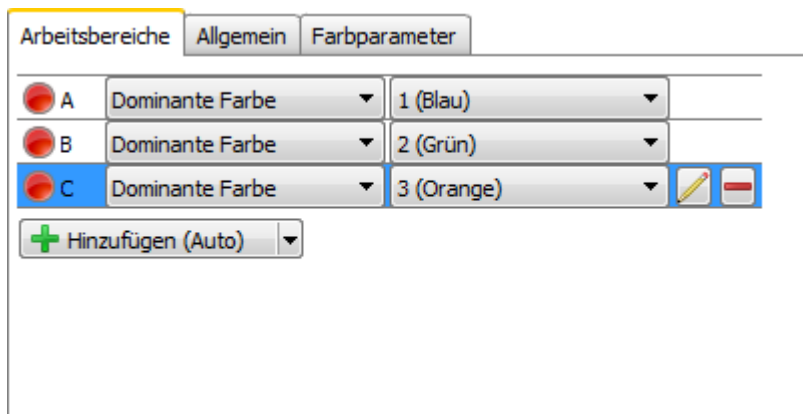 Arbeitsbereiche Allgemein Farbparameter
A Dominante Farbe 1 (Blau)
B Dominante Farbe 2 (Grün)
C Dominante Farbe 3 (Orange)
Hinzufügen (Auto)